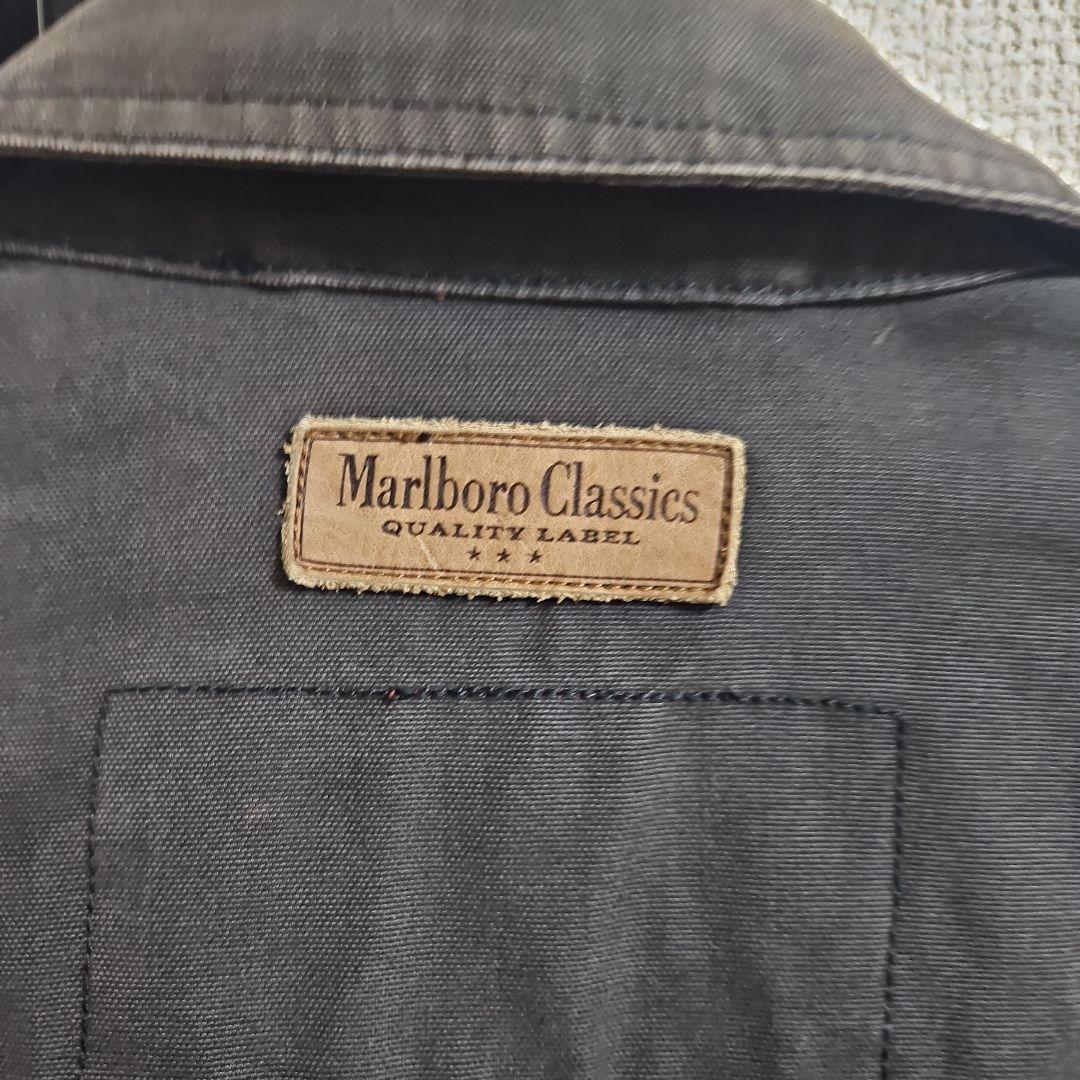 Marlboro Classics
QUALITY LABEL
★ ★ ★